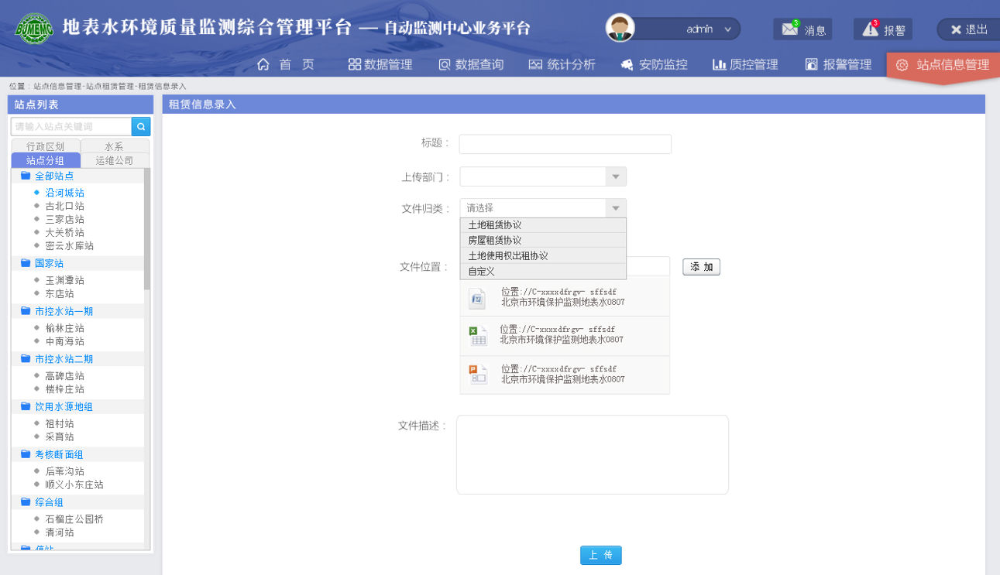 BOMEMO
地表水环境质量监测综合管理平台 — 自动监测中心业务平台
admin
3
消息
3
报警
退出
首 页
数据管理
数据查询
统计分析
安防监控
质控管理
报警管理
站点信息管理
位置：站点信息管理-站点租赁管理-租赁信息录入
站点列表
请输入站点关键词
行政区划
水系
站点分组
运维公司
全部站点
沿河城站
古北口站
三家店站
大关桥站
密云水库站
国家站
玉渊潭站
东店站
市控水站一期
榆林庄站
中南海站
市控水站二期
高碑店站
楼梓庄站
饮用水源地组
祖村站
采育站
考核断面组
后苇沟站
顺义小东庄站
综合组
石榴庄公园桥
清河站
租赁信息录入
标题：
上传部门：
文件归类：
请选择
土地租赁协议
房屋租赁协议
土地使用权出租协议
自定义
文件位置：
添 加
位置://C-xxxxdfrgv- sffsdf
北京市环境保护监测地表水0807
位置://C-xxxxdfrgv- sffsdf
北京市环境保护监测地表水0807
位置://C-xxxxdfrgv- sffsdf
北京市环境保护监测地表水0807
文件描述：
上 传